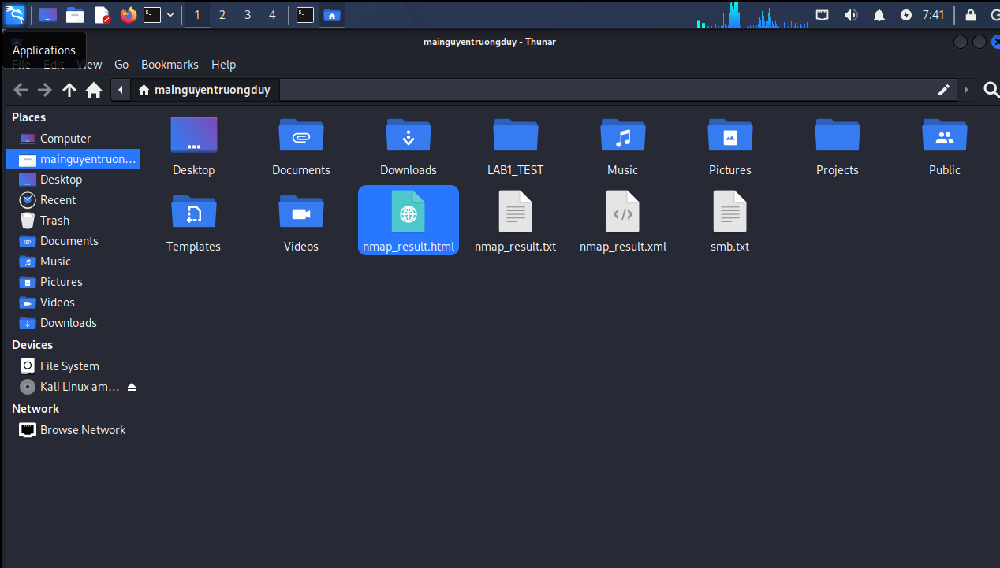 1 2 3 4 7:41
mainguyentruongduy - Thunar
Applications
File Edit View Go Bookmarks Help
mainguyentruongduy
Places
Computer
mainguyentruon...
Desktop
Recent
Trash
Documents
Music
Pictures
Videos
Downloads
Devices
File System
Kali Linux am...
Network
Browse Network
Desktop Documents Downloads LAB1_TEST Music Pictures Projects Public
Templates Videos nmap_result.html nmap_result.txt nmap_result.xml smb.txt